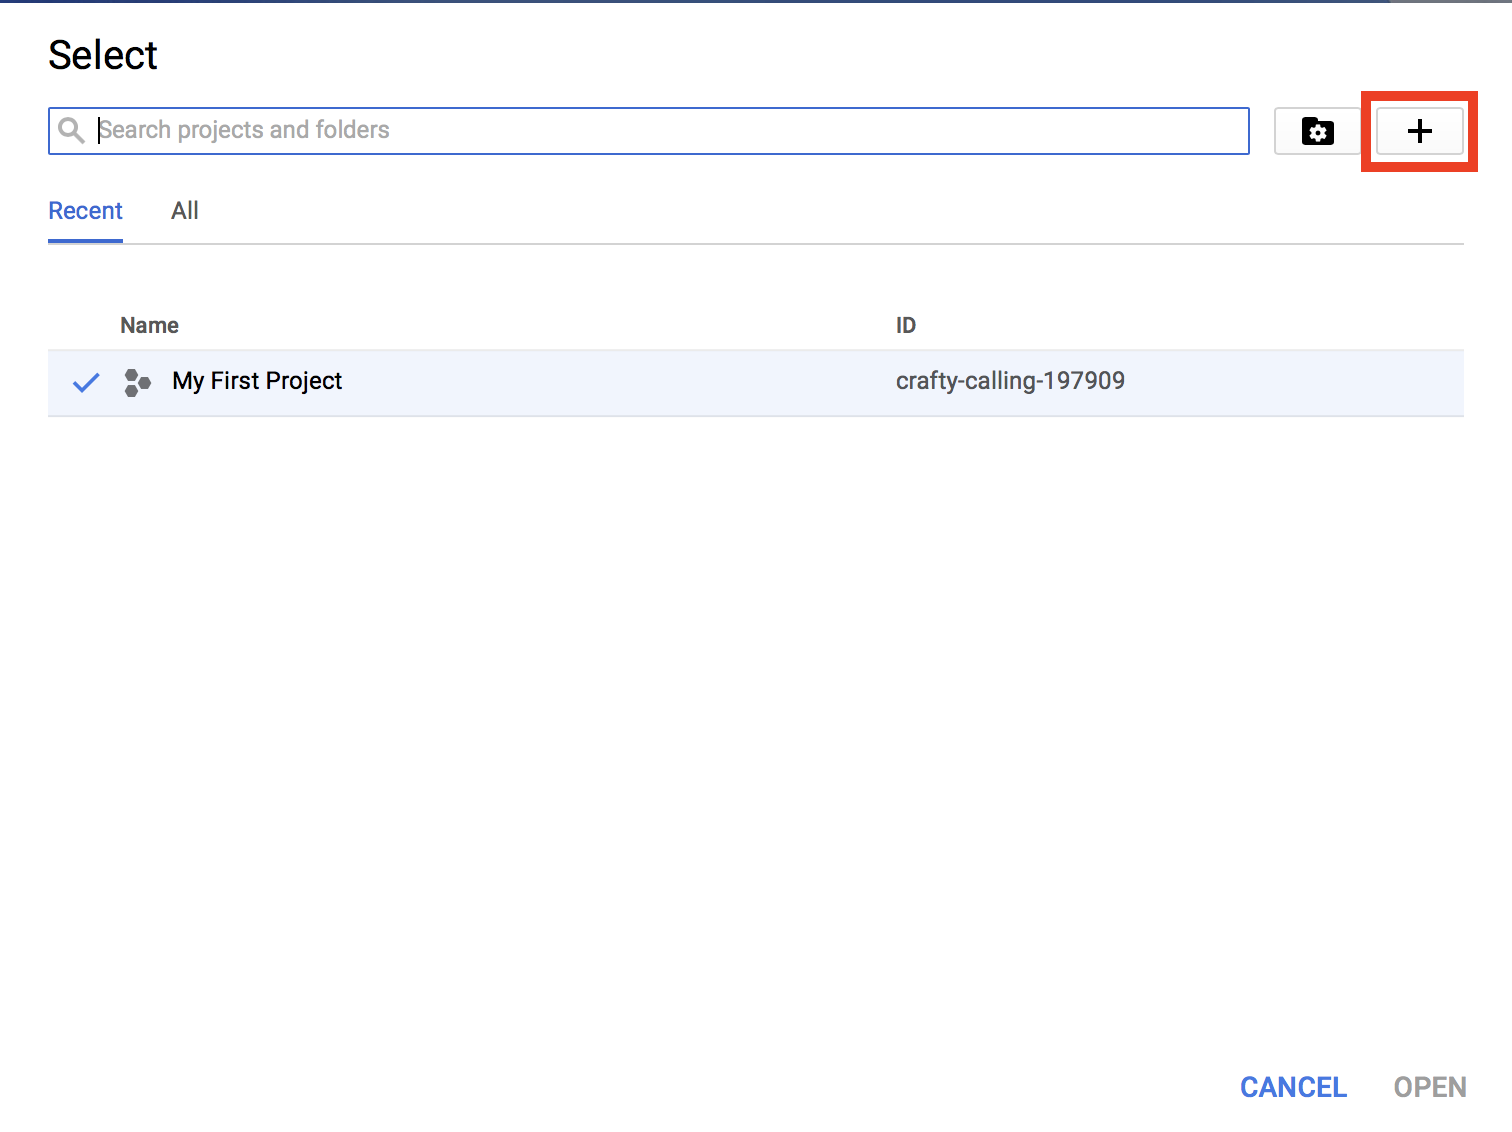 Select
Search projects and folders
Recent All
Name ID
My First Project crafty-calling-197909
CANCEL OPEN